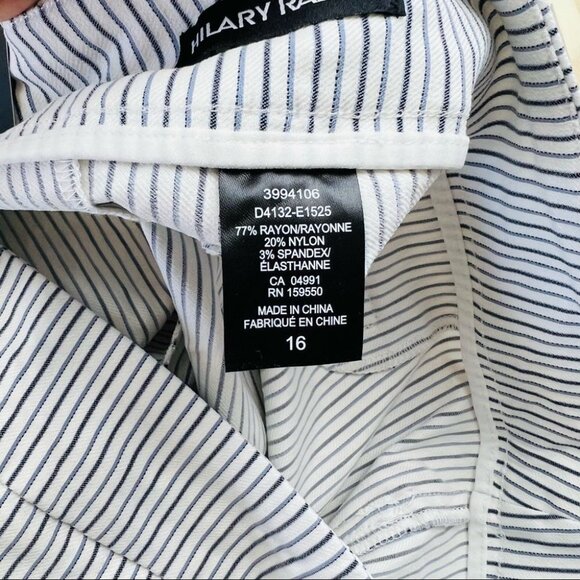 HILARY
3994106
D4132-E1525
77% RAYON/RAYONNE
20% NYLON
3% SPANDEX/
ÉLASTHANNE
CA 04991
RN 159550
MADE IN CHINA
FABRIQUÉ EN CHINE
16